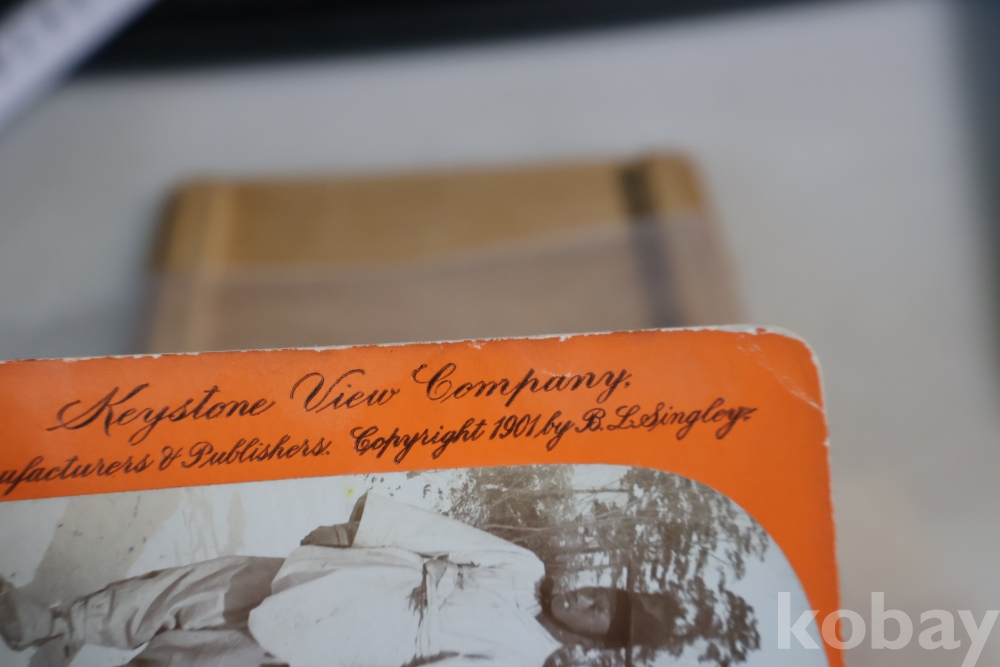 Keystone View Company.
ufacturers & Publishers. Copyright 1901 by B. L. Singley.
kobay